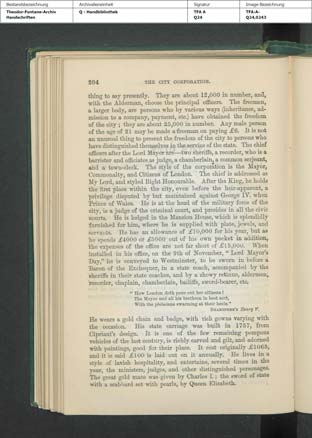 Bestandsbezeichnung
Archivalieneinheit
Signatur
Image-Bezeichnung
Theodor-Fontane-Archiv
Handschriften
Q - Handbibliothek
TFA A
Q24
TFA-A-
Q24_0143
204 THE CITY CORPORATION.
thing to say presently. They are about 12,000 in number, and,
with the Alderman, choose the principal officers. The freemen,
a larger body, are persons who by various ways (inheritance, ad-
mission to a company, payment, etc.) have obtained the freedom
of the city; they are about 25,000 in number. Any male person
of the age of 21 may be made a freeman on paying £6. It is not
an unusual thing to present the freedom of the city to persons who
have distinguished themselves in the service of the state. The chief
officers after the Lord Mayor are—two sheriffs, a recorder, who is a
barrister and officiates as judge, a chamberlain, a common serjeant,
and a town-clerk. The style of the corporation is the Mayor,
Commonalty, and Citizens of London. The chief is addressed as
My Lord, and styled Right Honourable. After the King, he holds
the first place within the city, even before the heir-apparent, a
privilege disputed by but maintained against George IV. when
Prince of Wales. He is at the head of the military force of the
city, is a judge of the criminal court, and presides in all the civic
courts. He is lodged in the Mansion House, which is splendidly
furnished for him, where he is supplied with plate, jewels, and
servants. He has an allowance of £10,000 for his year, but as
he spends £4000 or £5000 out of his own pocket in addition,
the expenses of the office are not far short of £15,000. When
installed in his office, on the 9th of November, "Lord Mayor's
Day," he is conveyed to Westminster, to be sworn in before a
Baron of the Exchequer, in a state coach, accompanied by the
sheriffs in their state coaches, and by a showy retinue, aldermen,
recorder, chaplain, chamberlain, bailiffs, sword-bearer, etc.
"How London doth pour out her citizens!
The Mayor and all his brethren in best sort,
With the plebeians swarming at their heels."
SHAKSPERE'S Henry V.
He wears a gold chain and badge, with rich gowns varying with
the occasion. His state carriage was built in 1757, from
Cipriani's design. It is one of the few remaining pompous
vehicles of the last century, is richly carved and gilt, and adorned
with paintings, good for their place. It cost originally £1065,
and it is said £100 is laid out on it annually. He lives in a
style of lavish hospitality, and entertains, several times in the
year, the ministers, judges, and other distinguished personages.
The great gold mace was given by Charles I.; the sword of state
with a scabbard set with pearls, by Queen Elizabeth.